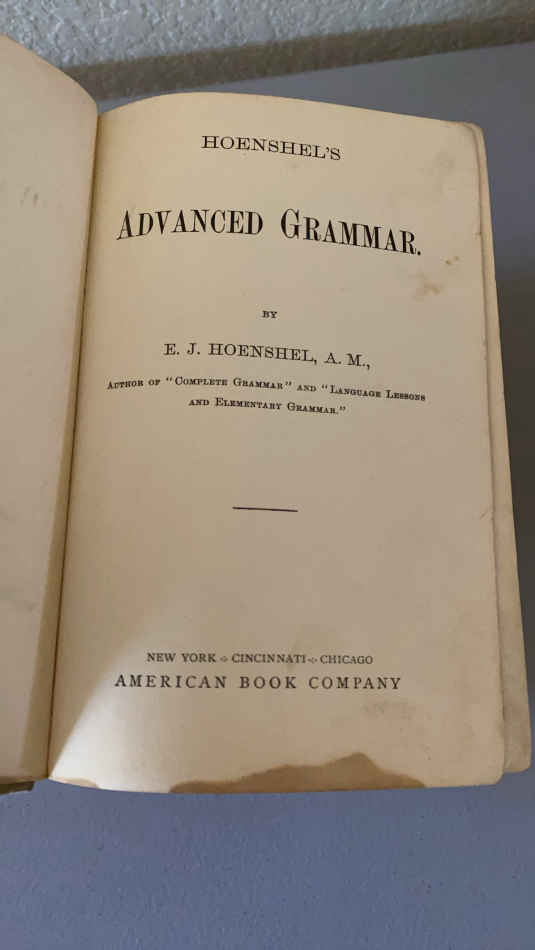 HOENSHEL'S
ADVANCED GRAMMAR.
BY
E. J. HOENSHEL, A. M.,
AUTHOR OF "COMPLETE GRAMMAR" AND "LANGUAGE LESSONS
AND ELEMENTARY GRAMMAR."
NEW YORK ⁘ CINCINNATI ⁘ CHICAGO
AMERICAN BOOK COMPANY